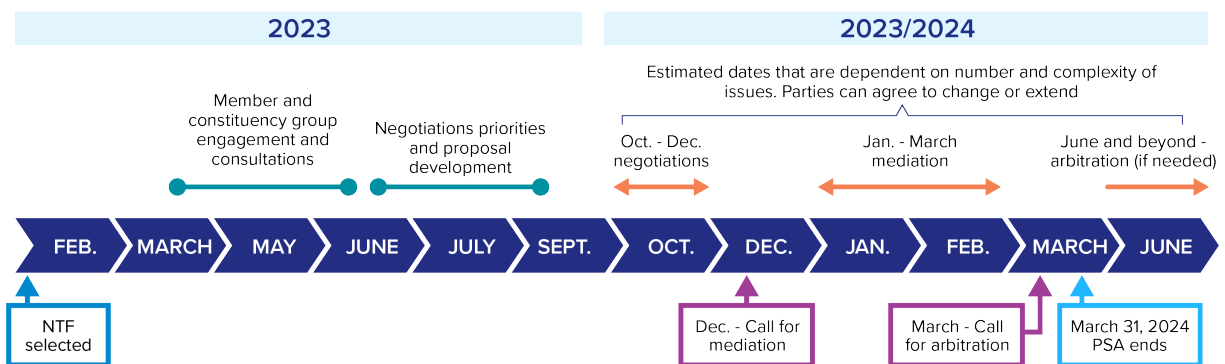 2023
2023/2024
Estimated dates that are dependent on number and complexity of
issues. Parties can agree to change or extend
Member and
constituency group
engagement and
consultations
Negotiations priorities
and proposal
development
Oct. - Dec.
negotiations
Jan. - March
mediation
June and beyond -
arbitration (if needed)
FEB.
MARCH
MAY
JUNE
JULY
SEPT.
OCT.
DEC.
JAN.
FEB.
MARCH
JUNE
NTF
selected
Dec. - Call for
mediation
March - Call
for arbitration
March 31, 2024
PSA ends